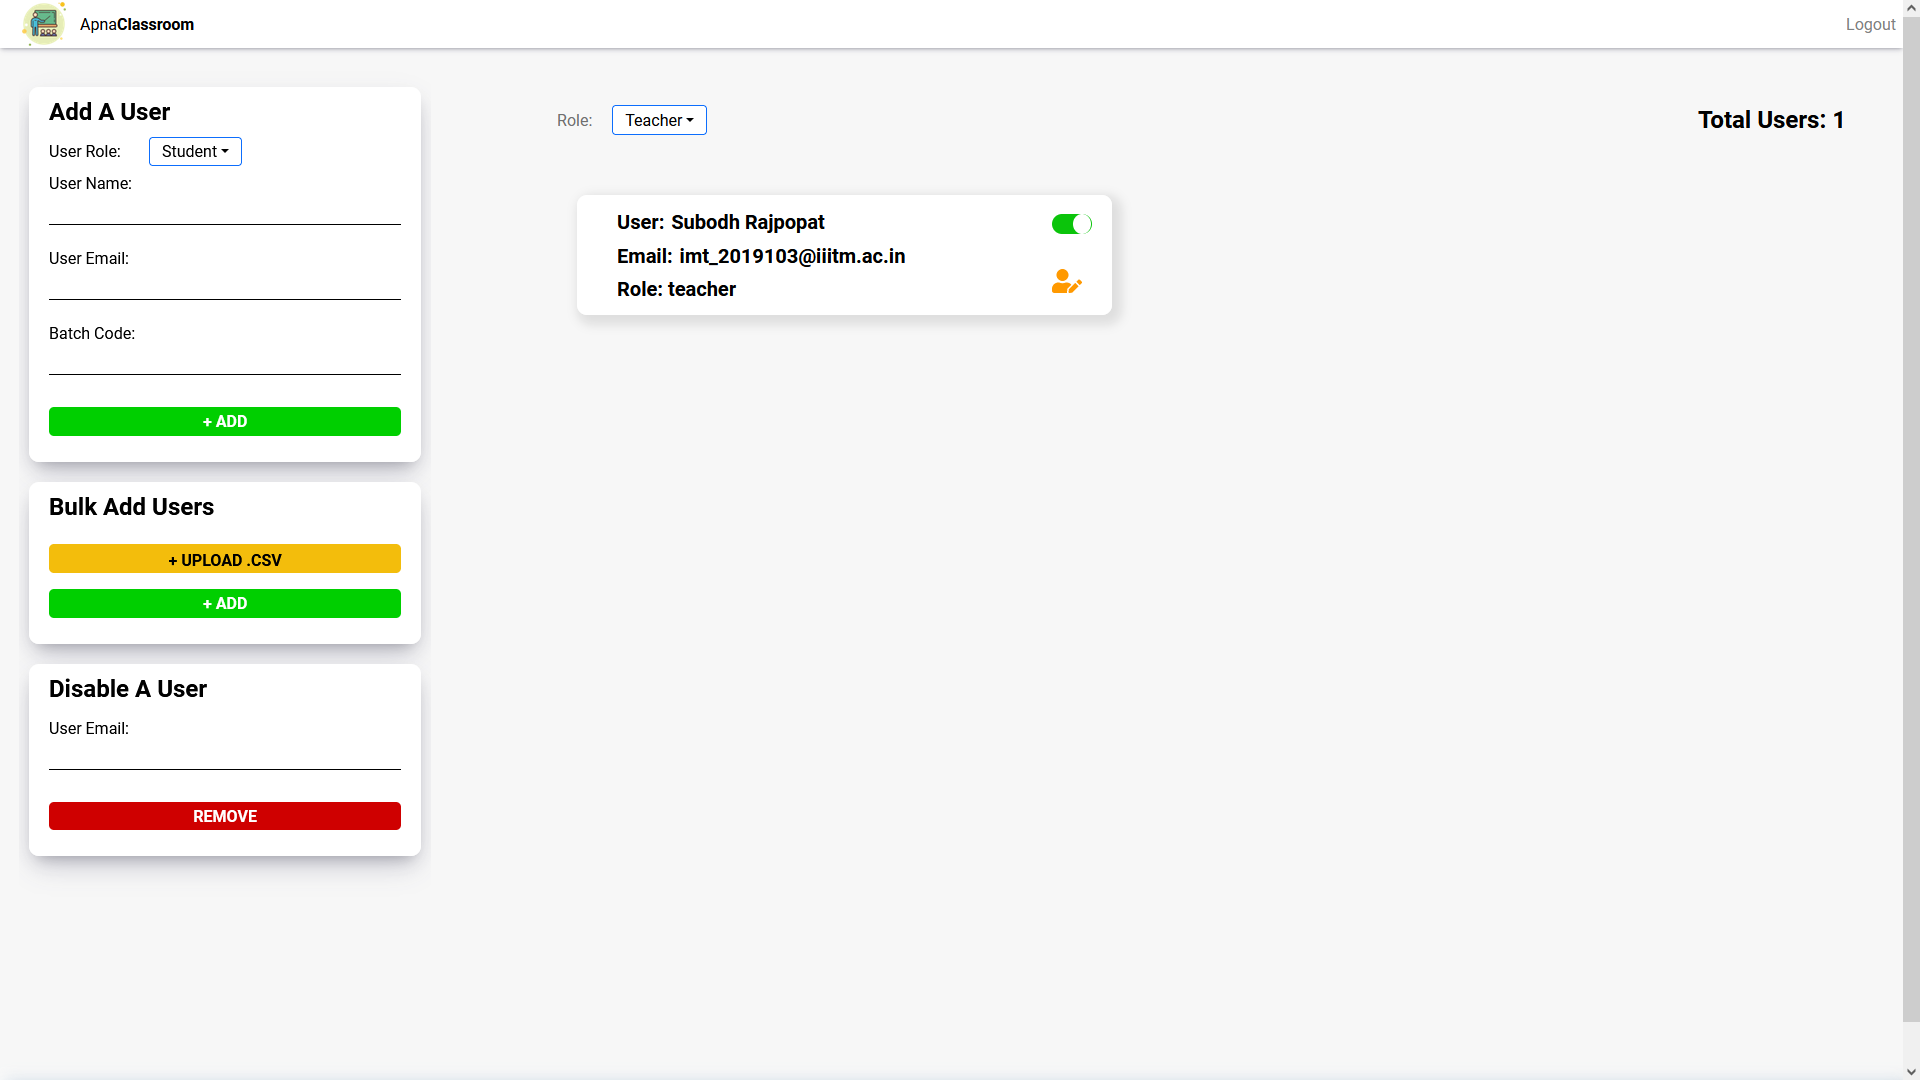 ApnaClassroom
Logout
Add A User
User Role: Student
User Name:
User Email:
Batch Code:
+ ADD
Bulk Add Users
+ UPLOAD .CSV
+ ADD
Disable A User
User Email:
REMOVE
Role: Teacher
Total Users: 1
User: Subodh Rajpopat
Email: imt_2019103@iiitm.ac.in
Role: teacher